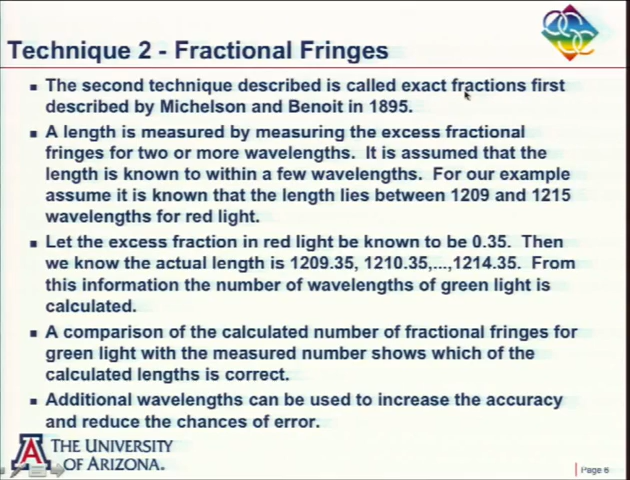 Technique 2 - Fractional Fringes
▪ The second technique described is called exact fractions first
described by Michelson and Benoit in 1895.
▪ A length is measured by measuring the excess fractional
fringes for two or more wavelengths. It is assumed that the
length is known to within a few wavelengths. For our example
assume it is known that the length lies between 1209 and 1215
wavelengths for red light.
▪ Let the excess fraction in red light be known to be 0.35. Then
we know the actual length is 1209.35, 1210.35,...,1214.35. From
this information the number of wavelengths of green light is
calculated.
▪ A comparison of the calculated number of fractional fringes for
green light with the measured number shows which of the
calculated lengths is correct.
▪ Additional wavelengths can be used to increase the accuracy
and reduce the chances of error.
A
THE UNIVERSITY
OF ARIZONA.
Page 6